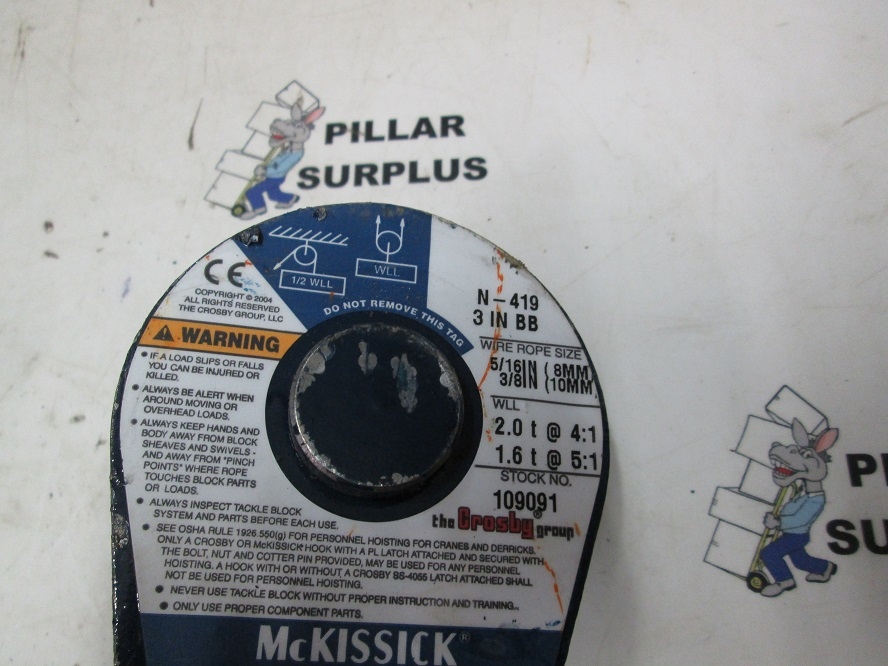 PILLAR
SURPLUS
1/2 WLL
WLL
DO NOT REMOVE THIS TAG
CE
COPYRIGHT © 2004
ALL RIGHTS RESERVED
THE CROSBY GROUP, LLC
WARNING
• IF A LOAD SLIPS OR FALLS
YOU CAN BE INJURED OR
KILLED.
• ALWAYS BE ALERT WHEN
AROUND MOVING OR
OVERHEAD LOADS.
• ALWAYS KEEP HANDS AND
BODY AWAY FROM BLOCK
SHEAVES AND SWIVELS -
AND AWAY FROM "PINCH
POINTS" WHERE ROPE
TOUCHES BLOCK PARTS
OR LOADS.
• ALWAYS INSPECT TACKLE BLOCK
SYSTEM AND PARTS BEFORE EACH USE.
• SEE OSHA RULE 1926.550(g) FOR PERSONNEL HOISTING FOR CRANES AND DERRICKS.
ONLY A CROSBY OR McKISSICK® HOOK WITH A PL LATCH ATTACHED AND SECURED WITH
THE BOLT, NUT AND COTTER PIN PROVIDED, MAY BE USED FOR ANY PERSONNEL
HOISTING. A HOOK WITH OR WITHOUT A CROSBY SS-4055 LATCH ATTACHED SHALL
NOT BE USED FOR PERSONNEL HOISTING.
• NEVER USE TACKLE BLOCK WITHOUT PROPER INSTRUCTION AND TRAINING.
• ONLY USE PROPER COMPONENT PARTS.
N-419
3 IN BB
WIRE ROPE SIZE
5/16IN (8MM)
3/8IN (10MM)
WLL
2.0 t @ 4:1
1.6 t @ 5:1
STOCK NO.
109091
the Crosby® group
McKISSICK®
PI
SU